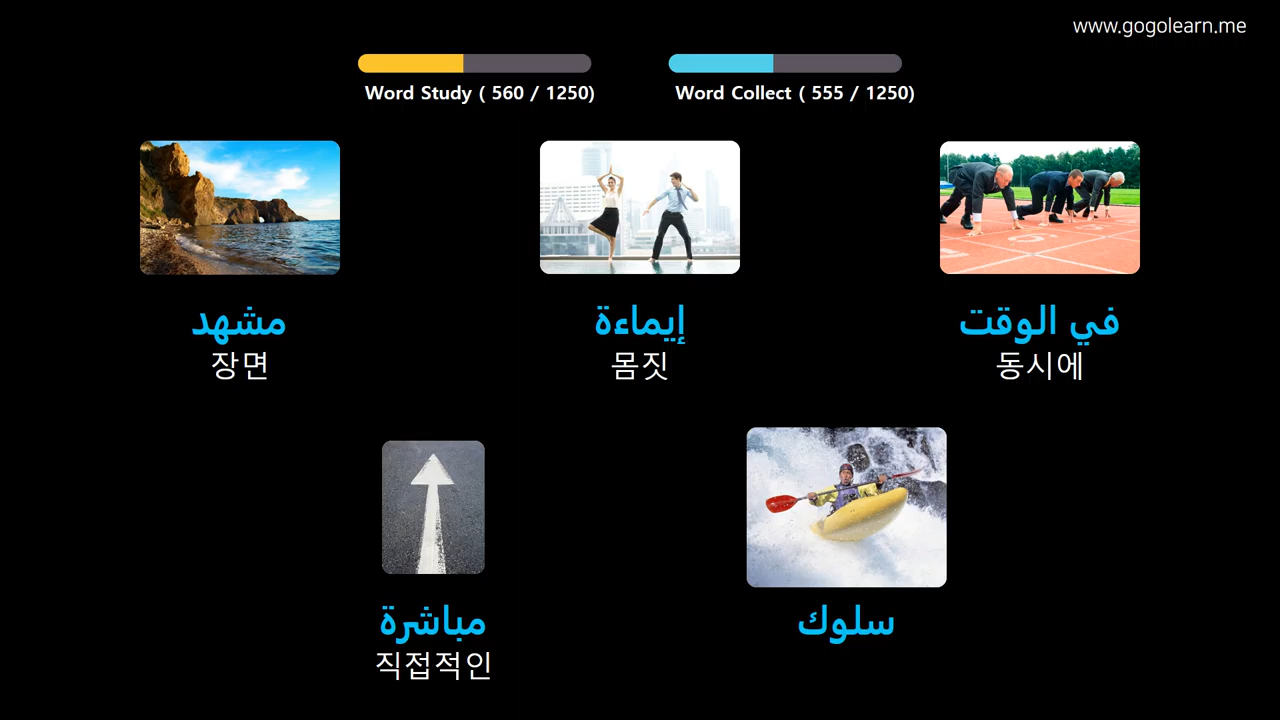 www.gogolearn.me
Word Study ( 560 / 1250)
Word Collect ( 555 / 1250)
مشهد
장면
إيماءة
몸짓
في الوقت
동시에
مباشرة
직접적인
سلوك